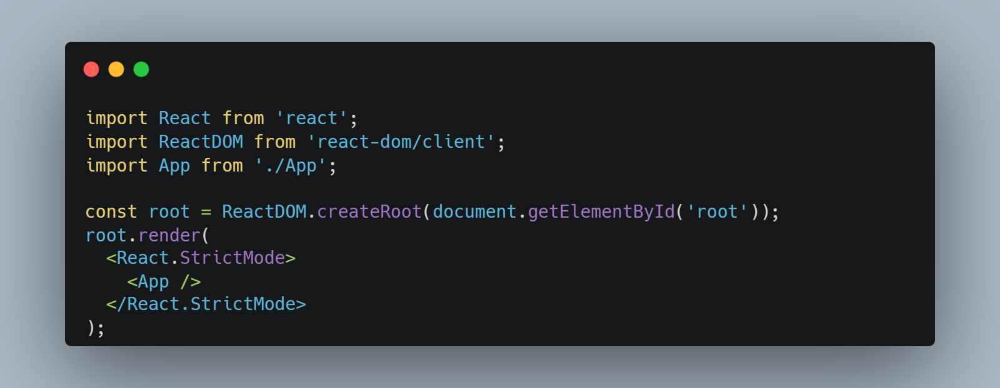 import React from 'react';
import ReactDOM from 'react-dom/client';
import App from './App';

const root = ReactDOM.createRoot(document.getElementById('root'));
root.render(
  <React.StrictMode>
    <App />
  </React.StrictMode>
);